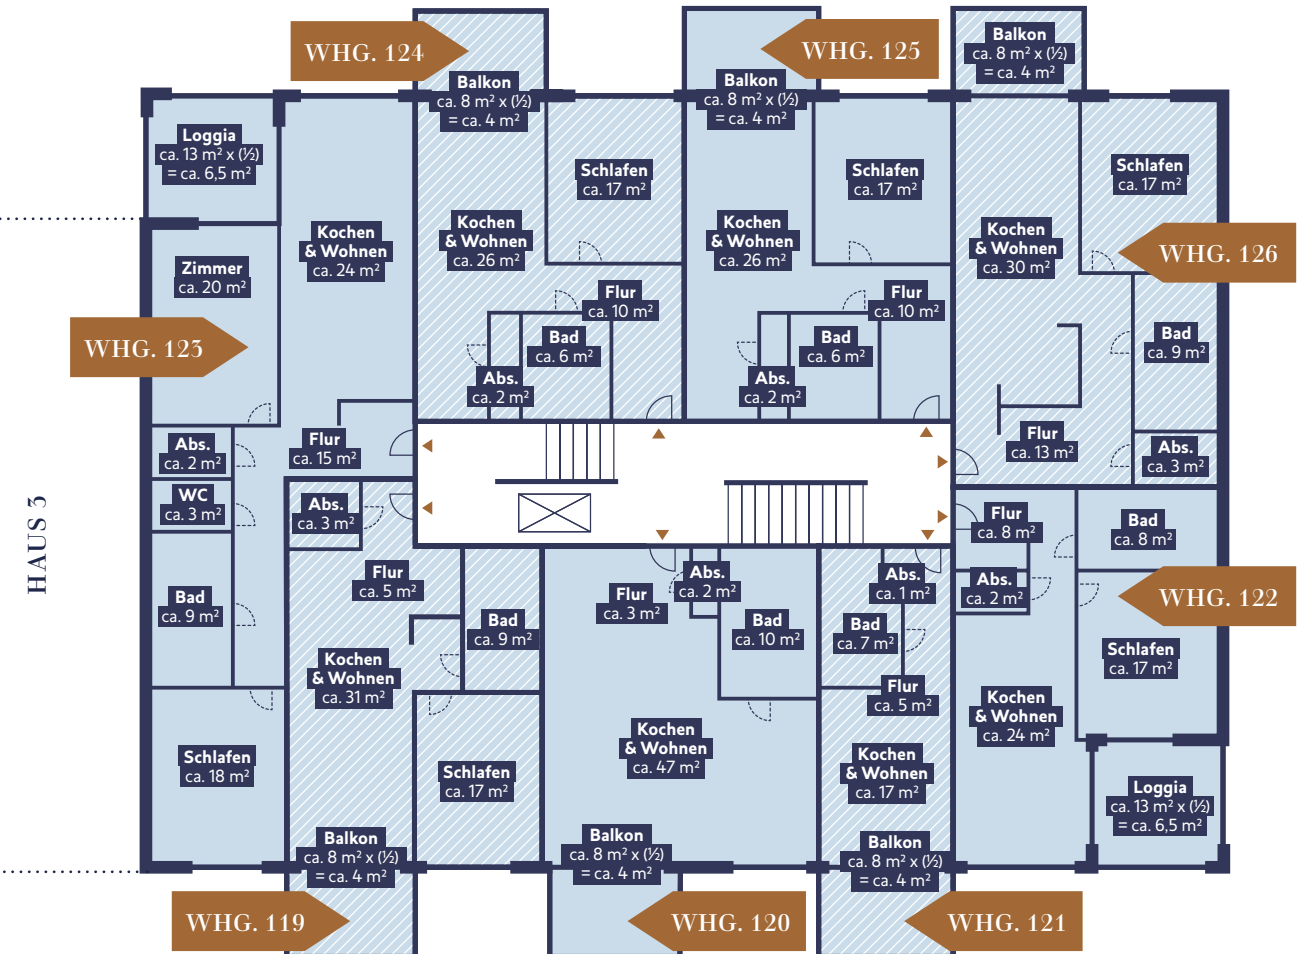 WHG. 124
WHG. 125
Balkon
ca. 8 m² x (½)
= ca. 4 m²
Balkon
ca. 8 m² x (½)
= ca. 4 m²
Balkon
ca. 8 m² x (½)
= ca. 4 m²
Loggia
ca. 13 m² x (½)
= ca. 6,5 m²
Kochen
& Wohnen
ca. 24 m²
Zimmer
ca. 20 m²
WHG. 123
Abs.
ca. 2 m²
WC
ca. 3 m²
Bad
ca. 9 m²
Flur
ca. 15 m²
Schlafen
ca. 18 m²
Schlafen
ca. 17 m²
Kochen
& Wohnen
ca. 26 m²
Flur
ca. 10 m²
Bad
ca. 6 m²
Abs.
ca. 2 m²
Schlafen
ca. 17 m²
Kochen
& Wohnen
ca. 26 m²
Flur
ca. 10 m²
Bad
ca. 6 m²
Abs.
ca. 2 m²
Schlafen
ca. 17 m²
Kochen
& Wohnen
ca. 30 m²
WHG. 126
Bad
ca. 9 m²
Flur
ca. 13 m²
Abs.
ca. 3 m²
HAUS 3
Abs.
ca. 3 m²
Flur
ca. 5 m²
Bad
ca. 9 m²
Kochen
& Wohnen
ca. 31 m²
Schlafen
ca. 17 m²
Balkon
ca. 8 m² x (½)
= ca. 4 m²
WHG. 119
Flur
ca. 3 m²
Abs.
ca. 2 m²
Bad
ca. 10 m²
Kochen
& Wohnen
ca. 47 m²
Balkon
ca. 8 m² x (½)
= ca. 4 m²
WHG. 120
Abs.
ca. 1 m²
Bad
ca. 7 m²
Flur
ca. 5 m²
Kochen
& Wohnen
ca. 17 m²
Balkon
ca. 8 m² x (½)
= ca. 4 m²
WHG. 121
Flur
ca. 8 m²
Bad
ca. 8 m²
Abs.
ca. 2 m²
WHG. 122
Schlafen
ca. 17 m²
Kochen
& Wohnen
ca. 24 m²
Loggia
ca. 13 m² x (½)
= ca. 6,5 m²